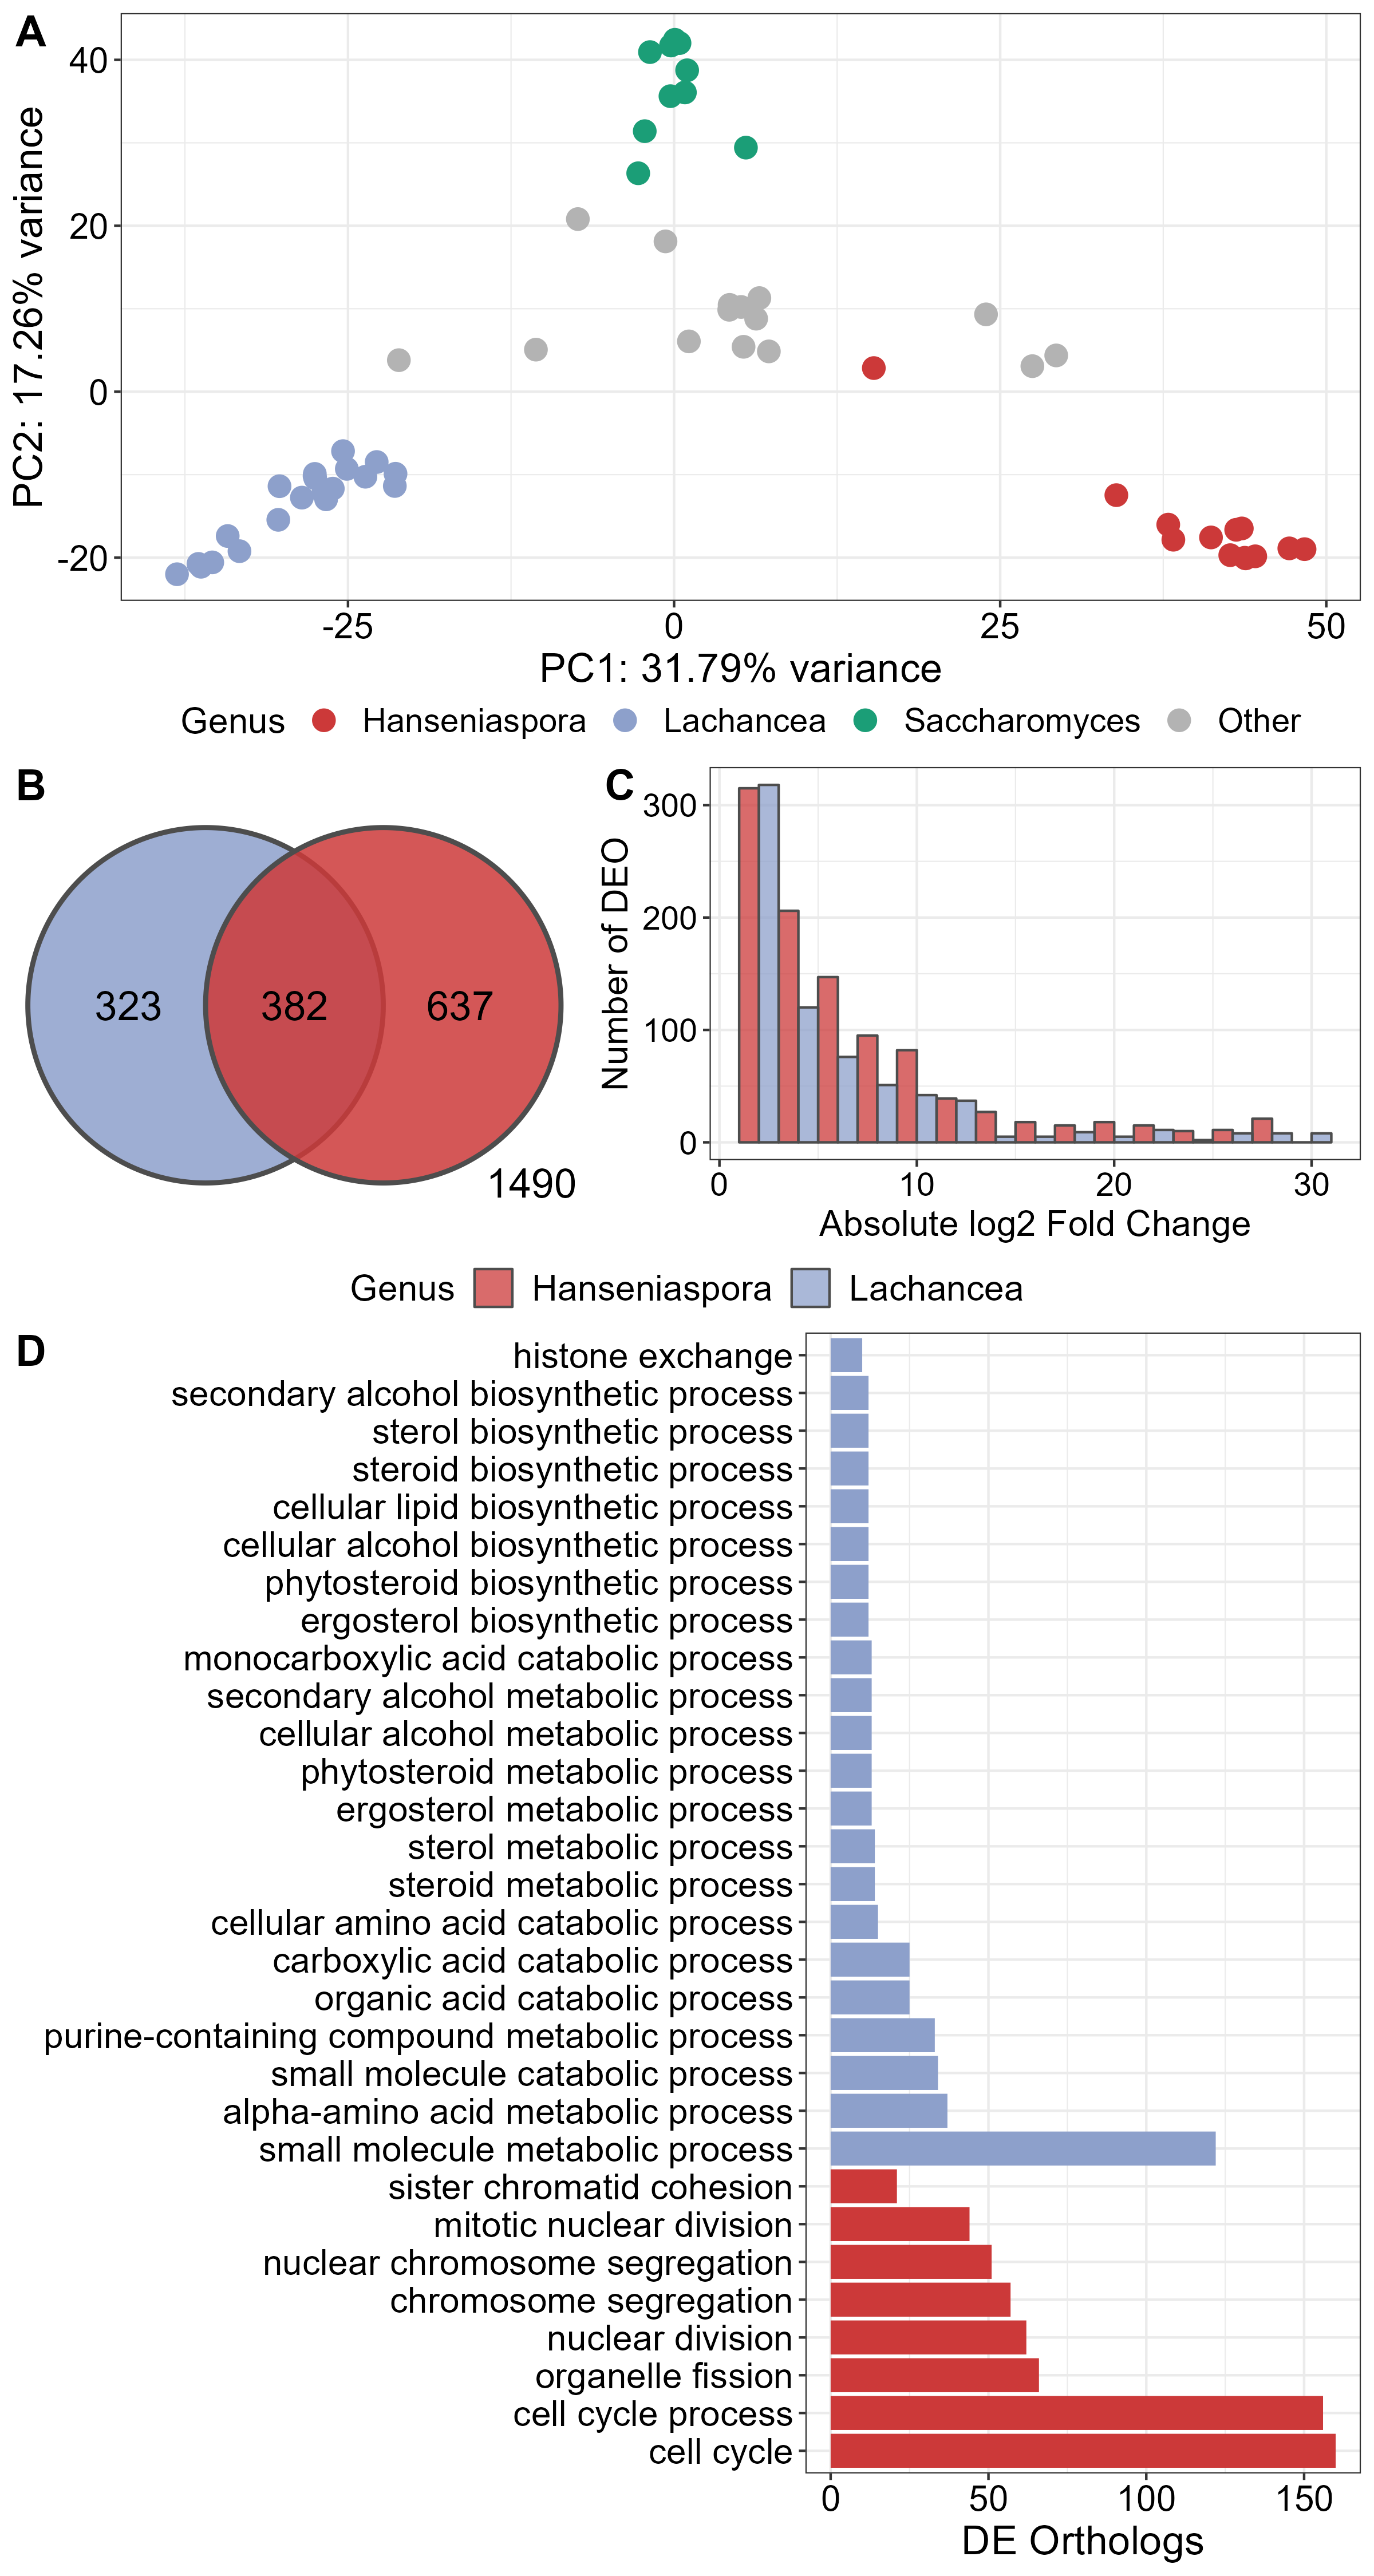 A
PC2: 17.26% variance
40
20
0
-20
-25
0
25
50
PC1: 31.79% variance
Genus
Hanseniaspora
Lachancea
Saccharomyces
Other
B
323
382
637
1490
C
Number of DEO
300
200
100
0
0
10
20
30
Absolute log2 Fold Change
Genus
Hanseniaspora
Lachancea
D
histone exchange
secondary alcohol biosynthetic process
sterol biosynthetic process
steroid biosynthetic process
cellular lipid biosynthetic process
cellular alcohol biosynthetic process
phytosteroid biosynthetic process
ergosterol biosynthetic process
monocarboxylic acid catabolic process
secondary alcohol metabolic process
cellular alcohol metabolic process
phytosteroid metabolic process
ergosterol metabolic process
sterol metabolic process
steroid metabolic process
cellular amino acid catabolic process
carboxylic acid catabolic process
organic acid catabolic process
purine-containing compound metabolic process
small molecule catabolic process
alpha-amino acid metabolic process
small molecule metabolic process
sister chromatid cohesion
mitotic nuclear division
nuclear chromosome segregation
chromosome segregation
nuclear division
organelle fission
cell cycle process
cell cycle
0
50
100
150
DE Orthologs